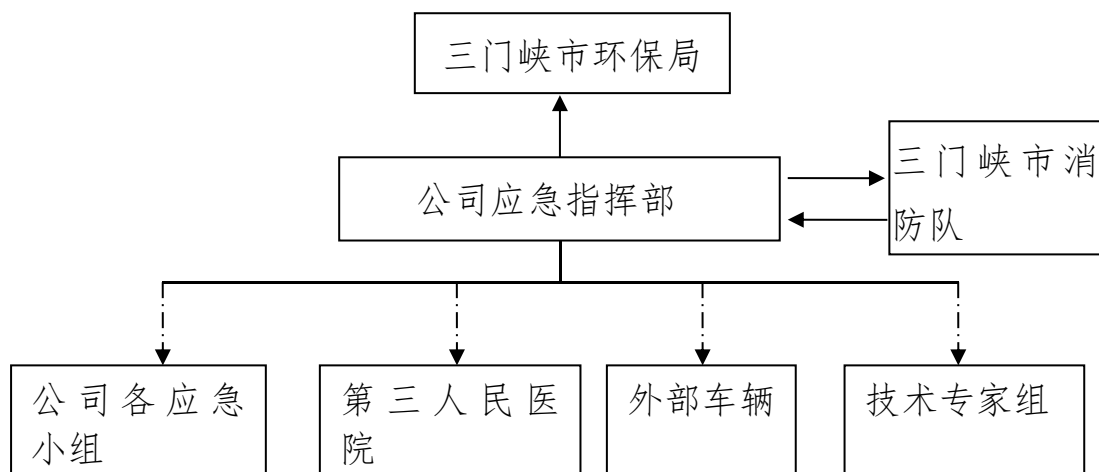 三门峡市环保局
公司应急指挥部
三门峡市消
防队
公司各应急
小组
第三人民医
院
外部车辆
技术专家组